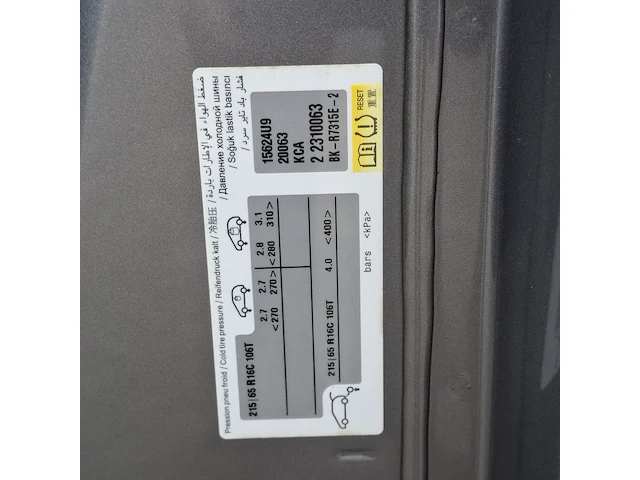 Pression pneu froid / Cold tire pressure / Reifendruck kalt / 冷胎压 / ضغط الهواء في الإطارات باردة /
/ Давление холодной шины
/ Soğuk lastik basıncı
/ فشار باد تایر سرد
215|65 R16C 106T
2.7 2.7 2.8 3.1
<270 270> <280 310>
215|65 R16C 106T 4.0 <400>
bars <kPa>
15624U9
20063
KCA
2 2310063
BK-R7315E-2
RESET
重置